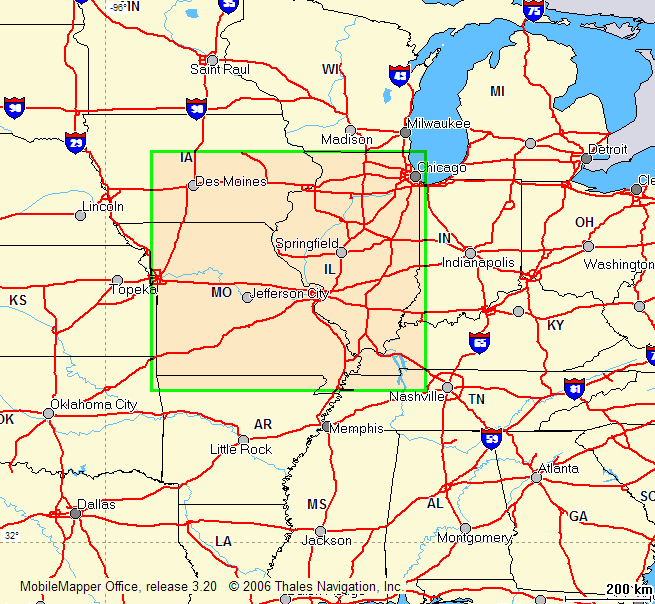 -96°
IN
35
75
Saint Raul
WI
43
MI
90
90
Madison
Milwaukee
29
Detroit
IA
Chicago
Des-Moines
Cle
Lincoln
OH
Springfield
IN
Indianapolis
Washington
IL
Topeka
MO
Jefferson City
KS
KY
65
Nashville
TN
81
Oklahoma City
OK
AR
Memphis
59
Little Rock
Atlanta
Dallas
MS
AL
SC
GA
32°
LA
Jackson
Montgomery
MobileMapper Office, release 3.20 © 2006 Thales Navigation, Inc.
200 km